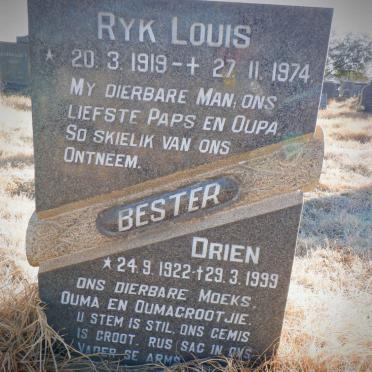 RYK LOUIS
* 20. 3. 1919 - + 27. 11. 1974
MY DIERBARE MAN, ONS
LIEFSTE PAPS EN OUPA.
SO SKIELIK VAN ONS
ONTNEEM.
BESTER
DRIEN
* 24. 9. 1922 - + 29. 3. 1999
ONS DIERBARE MOEKS,
OUMA EN OUMAGROOTJIE.
U STEM IS STIL, ONS GEMIS
IS GROOT. RUS SAG IN ONS
VADER SE ARMS